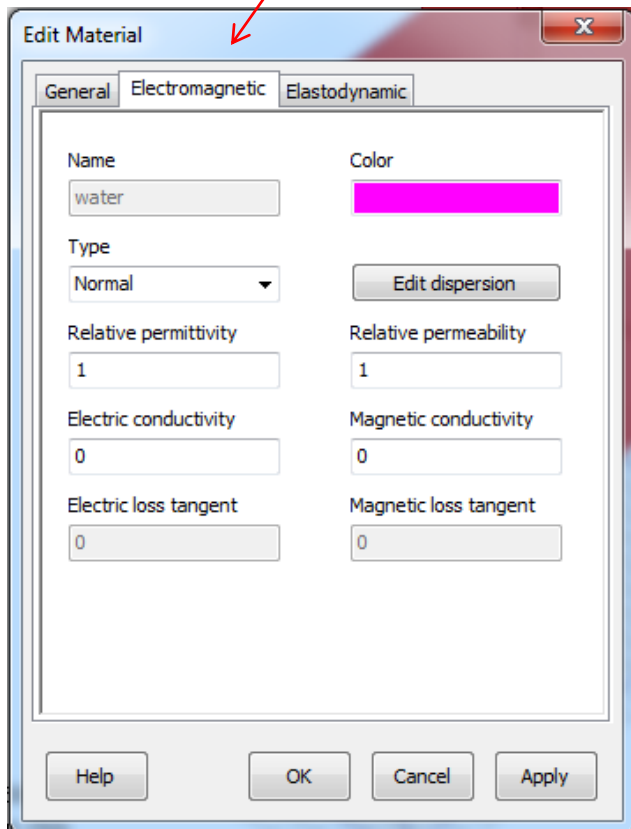 Edit Material
General Electromagnetic Elastodynamic
Name Color
water
Type
Normal Edit dispersion
Relative permittivity Relative permeability
1 1
Electric conductivity Magnetic conductivity
0 0
Electric loss tangent Magnetic loss tangent
0 0
Help OK Cancel Apply